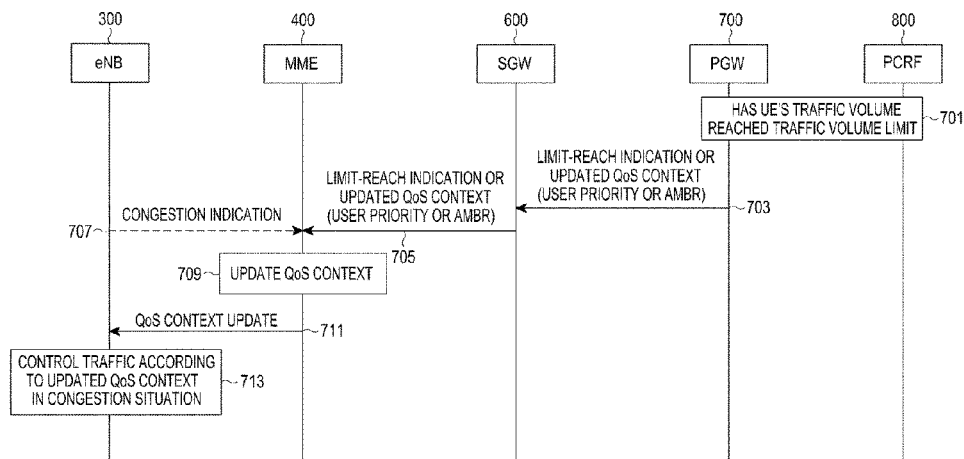 300
400
600
700
800
eNB
MME
SGW
PGW
PCRF
HAS UE'S TRAFFIC VOLUME
REACHED TRAFFIC VOLUME LIMIT
701
LIMIT-REACH INDICATION OR
UPDATED QoS CONTEXT
(USER PRIORITY OR AMBR)
703
LIMIT-REACH INDICATION OR
UPDATED QoS CONTEXT
(USER PRIORITY OR AMBR)
705
CONGESTION INDICATION
707
709
UPDATE QoS CONTEXT
QoS CONTEXT UPDATE
711
CONTROL TRAFFIC ACCORDING
TO UPDATED QoS CONTEXT
IN CONGESTION SITUATION
713